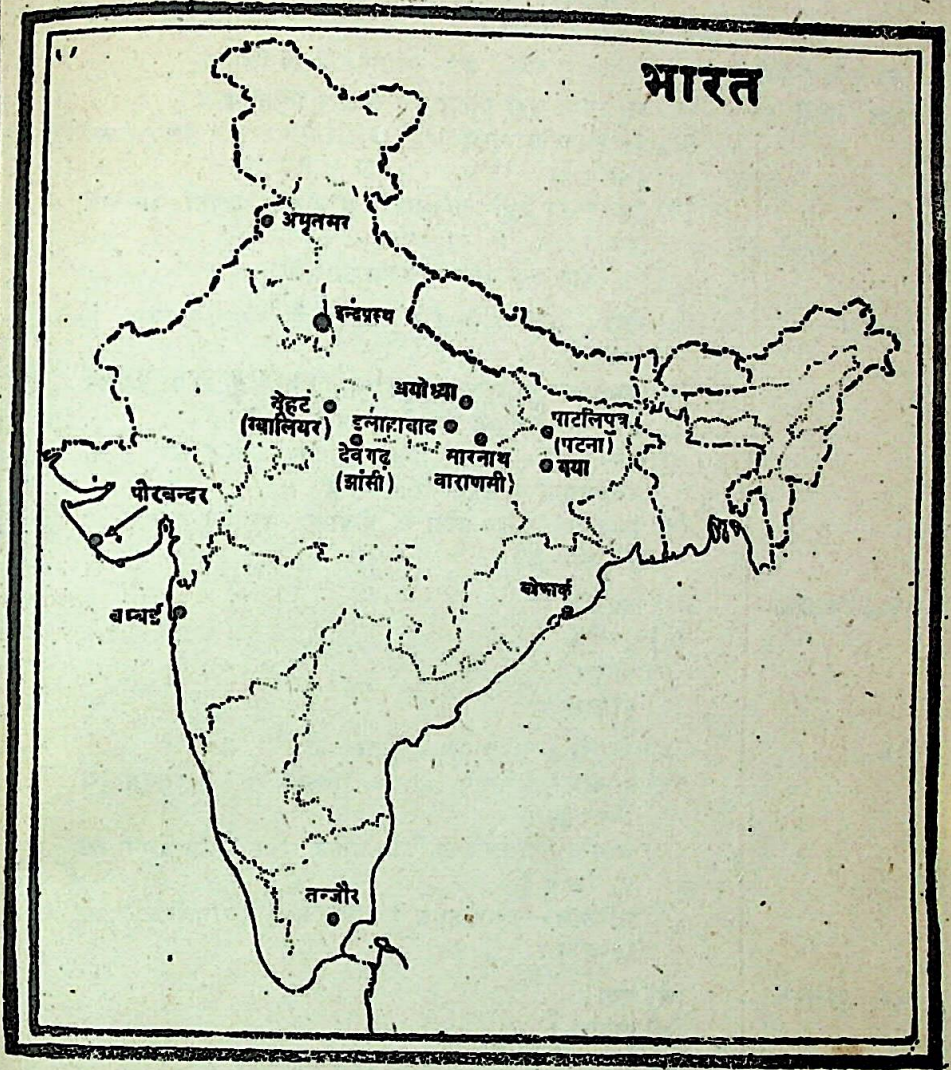 भारत
अमृतसर
इन्द्रप्रस्थ
अयोध्या
बेहट
(ग्वालियर)
इलाहाबाद
पाटलिपुत्र
(पटना)
देवगढ़
(झांसी)
सारनाथ
वाराणसी)
गया
पोरबन्दर
कोणार्क
बम्बई
तन्जौर